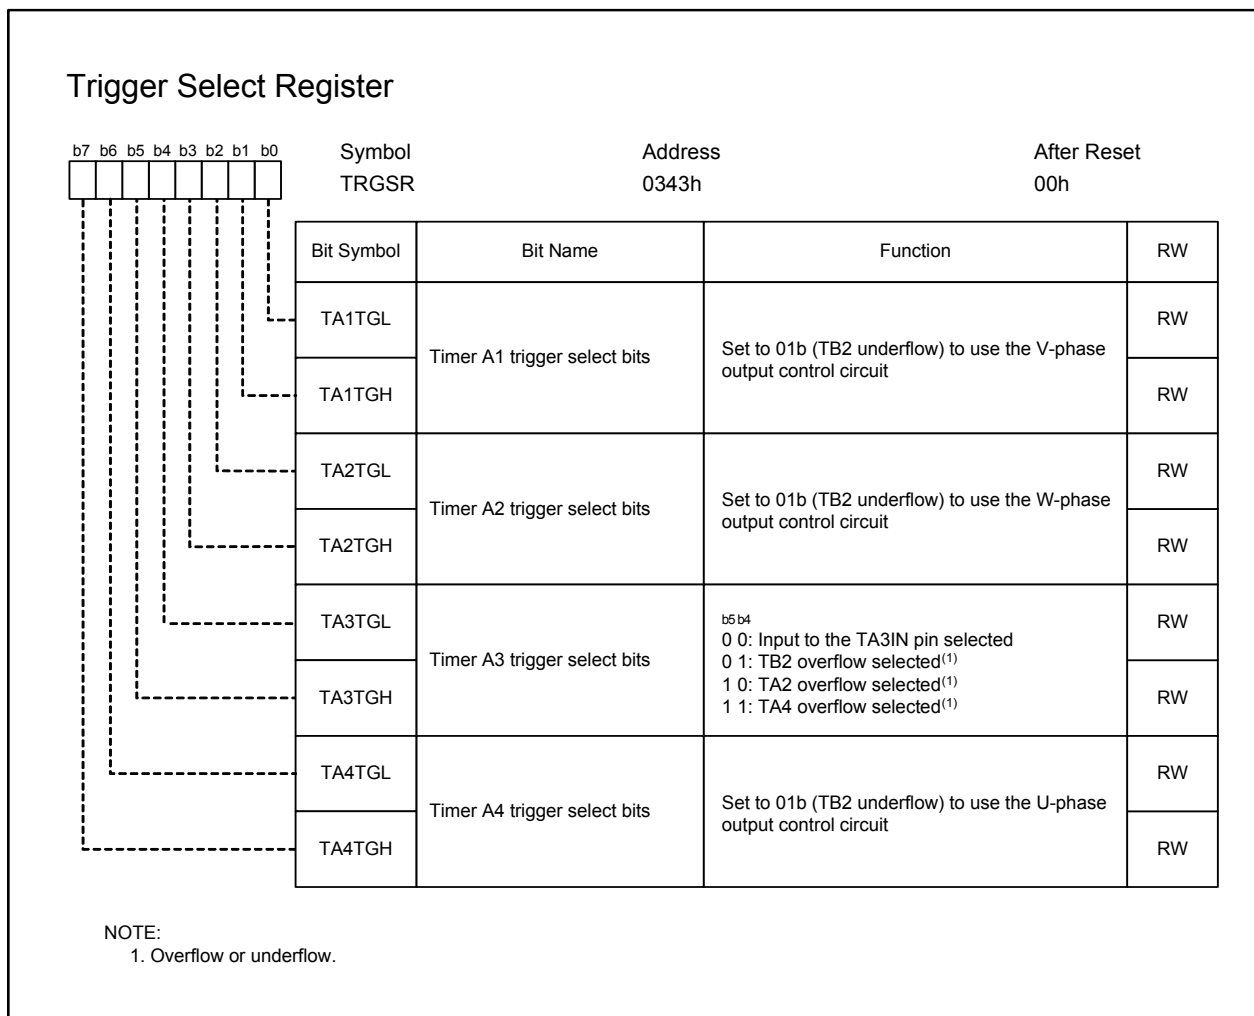 Trigger Select Register
b7 b6 b5 b4 b3 b2 b1 b0
Symbol Address After Reset
TRGSR 0343h 00h
Bit Symbol Bit Name Function RW
TA1TGL RW
Timer A1 trigger select bits Set to 01b (TB2 underflow) to use the V-phase
output control circuit
TA1TGH RW
TA2TGL RW
Timer A2 trigger select bits Set to 01b (TB2 underflow) to use the W-phase
output control circuit
TA2TGH RW
TA3TGL RW
b5 b4
0 0: Input to the TA3IN pin selected
Timer A3 trigger select bits 0 1: TB2 overflow selected(1)
1 0: TA2 overflow selected(1)
TA3TGH RW
1 1: TA4 overflow selected(1)
TA4TGL RW
Timer A4 trigger select bits Set to 01b (TB2 underflow) to use the U-phase
output control circuit
TA4TGH RW
NOTE:
1. Overflow or underflow.